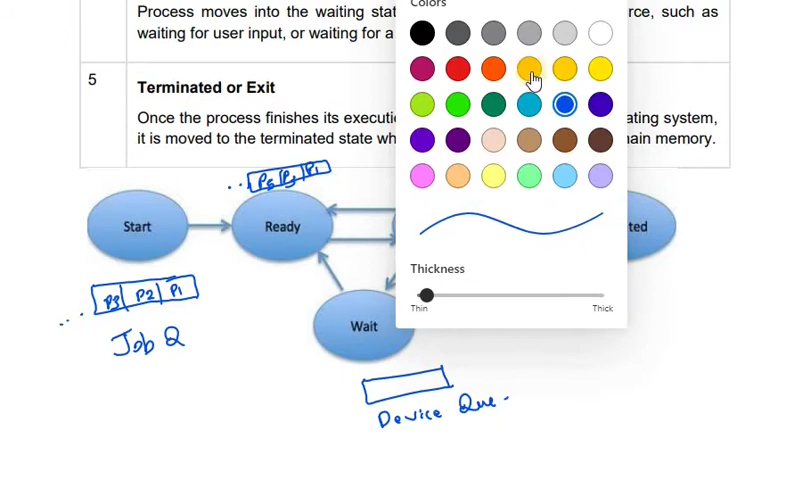 Colors
Process moves into the waiting stat
rce, such as
waiting for user input, or waiting for a
5
Terminated or Exit
Once the process finishes its executi
ating system,
it is moved to the terminated state wh
ain memory.
P1
Start
Ready
ted
P3 P2 P1
Job Q
Thickness
Thin
Thick
Wait
Device Que